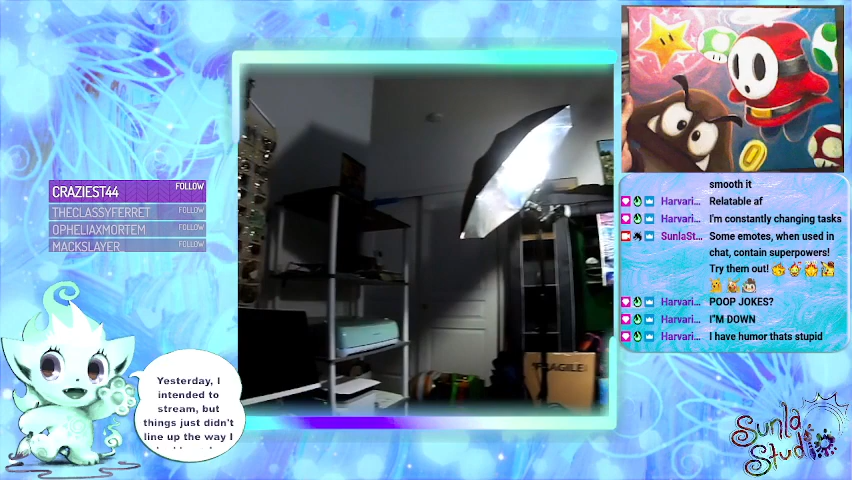 CRAZIEST44 FOLLOW
THECLASSYFERRET FOLLOW
OPHELIAXMORTEM FOLLOW
MACKSLAYER_ FOLLOW
Yesterday, I
intended to
stream, but
things just didn't
line up the way I
FRAGILE:
smooth it
Harvari... Relatable af
Harvari... I'm constantly changing tasks
SunlaSt... Some emotes, when used in
chat, contain superpowers!
Try them out!
Harvari... POOP JOKES?
Harvari... I"M DOWN
Harvari... I have humor thats stupid
Sunla
Studios